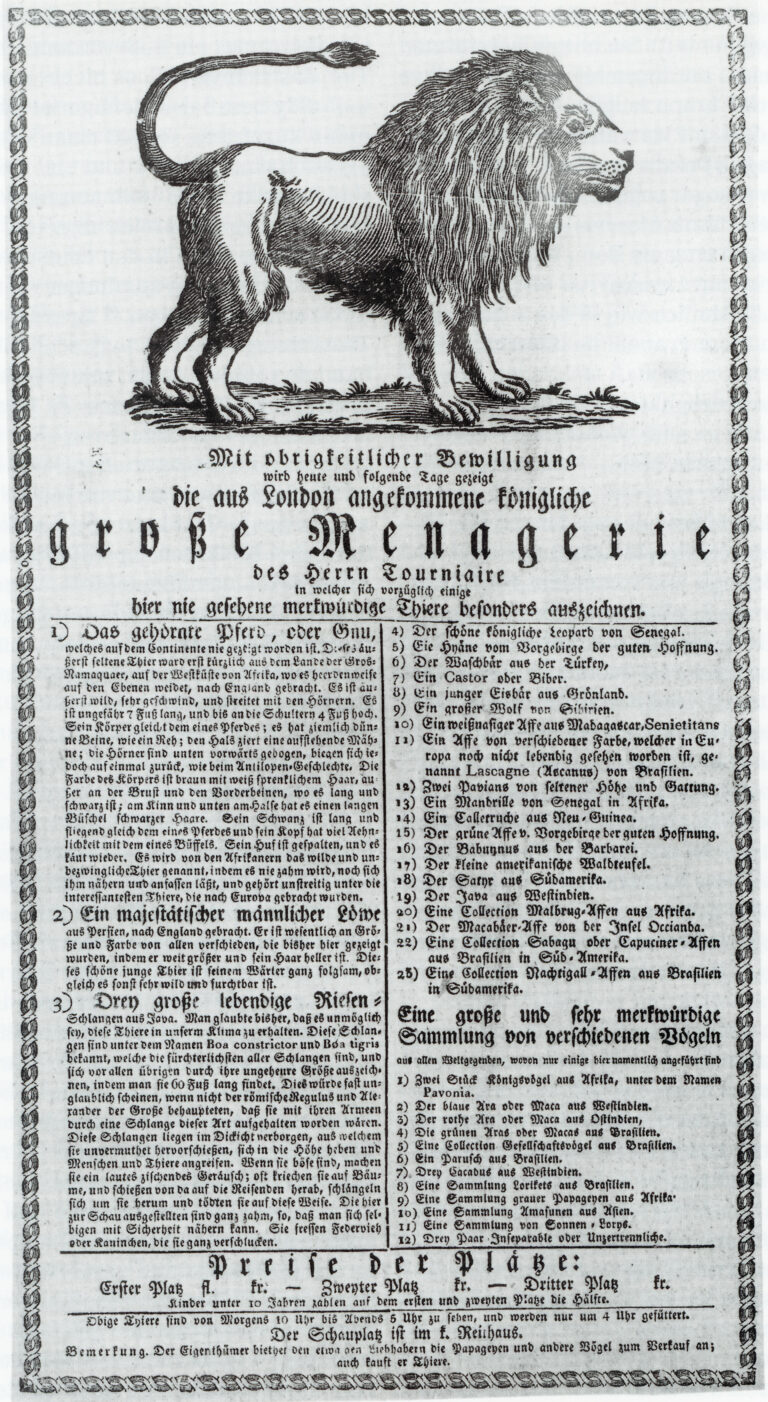 Mit obrigkeitlicher Bewilligung
wird heute und folgende Tage gezeigt
die aus London angekommene königliche
große Menagerie
des Herrn Tourniaire
in welcher sich vorzüglich einige
hier nie gesehene merkwürdige Thiere besonders auszeichnen.
1) Das gehörnte Pferd, oder Gnu,
welches auf dem Continente nie gezeigt worden ist. Dieses äu-
ßerst seltene Thier ward erst kürzlich aus dem Lande der Gros-
Namaquaer, auf der Westküste von Afrika, wo es heerdenweise
auf den Ebenen weidet, nach England gebracht. Es ist äu-
ßerst wild, sehr geschwind, und streitet mit den Hörnern. Es
ist ungefähr 7 Fuß lang, und bis an die Schultern 4 Fuß hoch.
Sein Körper gleicht dem eines Pferdes; es hat ziemlich dün-
ne Beine, wie ein Reh; den Hals ziert eine aufstehende Mäh-
ne; die Hörner sind unten vorwärts gebogen, biegen sich ie-
doch auf einmal zurück, wie beim Antilopen-Geschlechte. Die
Farbe des Körpers ist braun mit weiß sprenklichem Haar, au-
ßer an der Brust und den Vorderbeinen, wo es lang und
schwarz ist; am Kinn und unten am Halse hat es einen langen
Büschel schwarzer Haare. Sein Schwanz ist lang und
fliegend gleich dem eines Pferdes und sein Kopf hat viel Aehn-
lichkeit mit dem eines Büffels. Sein Huf ist gespalten, und es
käut wieder. Es wird von den Afrikanern das wilde und un-
bezwingliche Thier genannt, indem es nie zahm wird, noch sich
ihm nähern und anfassen läßt, und gehört unstreitig unter die
interessantesten Thiere, die nach Europa gebracht wurden.
2) Ein majestätischer männlicher Löwe
aus Persien, nach England gebracht. Er ist wesentlich an Grö-
ße und Farbe von allen verschieden, die bisher hier gezeigt
wurden, indem er weit größer und sein Haar heller ist. Die-
ses schöne junge Thier ist seinem Wärter ganz folgsam, ob-
gleich es sonst sehr wild und furchtbar ist.
3) Drey große lebendige Riesen-
Schlangen aus Java. Man glaubte bisher, daß es unmöglich
sey, diese Thiere in unserm Klima zu erhalten. Diese Schlan-
gen sind unter dem Namen Boa constrictor und Boa tigris
bekannt, welche die fürchterlichsten aller Schlangen sind, und
sich vor allen übrigen durch ihre ungeheure Größe auszeich-
nen, indem man sie 60 Fuß lang findet. Dies würde fast un-
glaublich scheinen, wenn nicht der römische Regulus und Ale-
xander der Große behaupteten, daß sie mit ihren Armeen
durch eine Schlange dieser Art aufgehalten worden wären.
Diese Schlangen liegen im Dickicht verborgen, aus welchem
sie unvermuthet hervorschießen, sich in die Höhe heben und
Menschen und Thiere angreifen. Wenn sie böse sind, machen
sie ein lautes zischendes Geräusch; oft kriechen sie auf Bäu-
me, und schießen von da auf die Reisenden herab, schlängeln
sich um sie herum und tödten sie auf diese Weise. Die hier
zur Schau ausgestellten sind ganz zahm, so, daß man sich sel-
bigen mit Sicherheit nähern kann. Sie fressen Federvieh
oder Kaninchen, die sie ganz verschlucken.
4) Der schöne königliche Leopard von Senegal.
5) Eie Hyäne vom Vorgebirge der guten Hoffnung.
6) Der Waschbär aus der Türkey,
7) Ein Castor oder Biber.
8) Ein junger Eisbär aus Grönland.
9) Ein großer Wolf von Sibirien.
10) Ein weißnasiger Affe aus Madagascar, Senietitans
11) Ein Affe von verschiedener Farbe, welcher in Eu-
ropa noch nicht lebendig gesehen worden ist, ge-
nannt Lascagne (Ascanus) von Brasilien.
12) Zwei Pavians von seltener Höhe und Gattung.
13) Ein Mandrille von Senegal in Afrika.
14) Ein Callerruche aus Neu-Guinea.
15) Der grüne Affe v. Vorgebirge der guten Hoffnung.
16) Der Babuynus aus der Barbarei.
17) Der kleine amerikanische Waldteufel.
18) Der Satyr aus Südamerika.
19) Der Java aus Westindien.
20) Eine Collection Malbrug-Affen aus Afrika.
21) Der Macabäer-Affe von der Insel Occianda.
22) Eine Collection Sabagu oder Capuciner-Affen
aus Brasilien in Süd-Amerika.
23) Eine Collection Nachtigall-Affen aus Brasilien
in Südamerika.
Eine große und sehr merkwürdige
Sammlung von verschiedenen Vögeln
aus allen Weltgegenden, wovon nur einige hier namentlich angeführt sind
1) Zwei Stück Königsvögel aus Afrika, unter dem Namen
Pavonia.
2) Der blaue Ara oder Maca aus Westindien.
3) Der rothe Ara oder Maca aus Ostindien,
4) Die grünen Aras oder Macas aus Brasilien.
5) Eine Collection Gesellschaftsvögel aus Brasilien.
6) Ein Parusch aus Brasilien.
7) Drey Cacadus aus Westindien.
8) Eine Sammlung Lorikets aus Brasilien.
9) Eine Sammlung grauer Papageyen aus Afrika.
10) Eine Sammlung Amasunen aus Asien.
11) Eine Sammlung von Sonnen-Lorys.
12) Drey Paar Inseparable oder Unzertrennliche.
Preise der Plätze:
Erster Platz fl. kr. — Zweyter Platz kr. — Dritter Platz kr.
Kinder unter 10 Jahren zahlen auf dem ersten und zweyten Platze die Hälfte.
Obige Thiere sind von Morgens 10 Uhr bis Abends 5 Uhr zu sehen, und werden nur um 4 Uhr gefüttert.
Der Schauplatz ist im k. Reithaus.
Bemerkung. Der Eigenthümer biethet den etwaigen Liebhabern die Papageyen und andere Vögel zum Verkauf an;
auch kauft er Thiere.